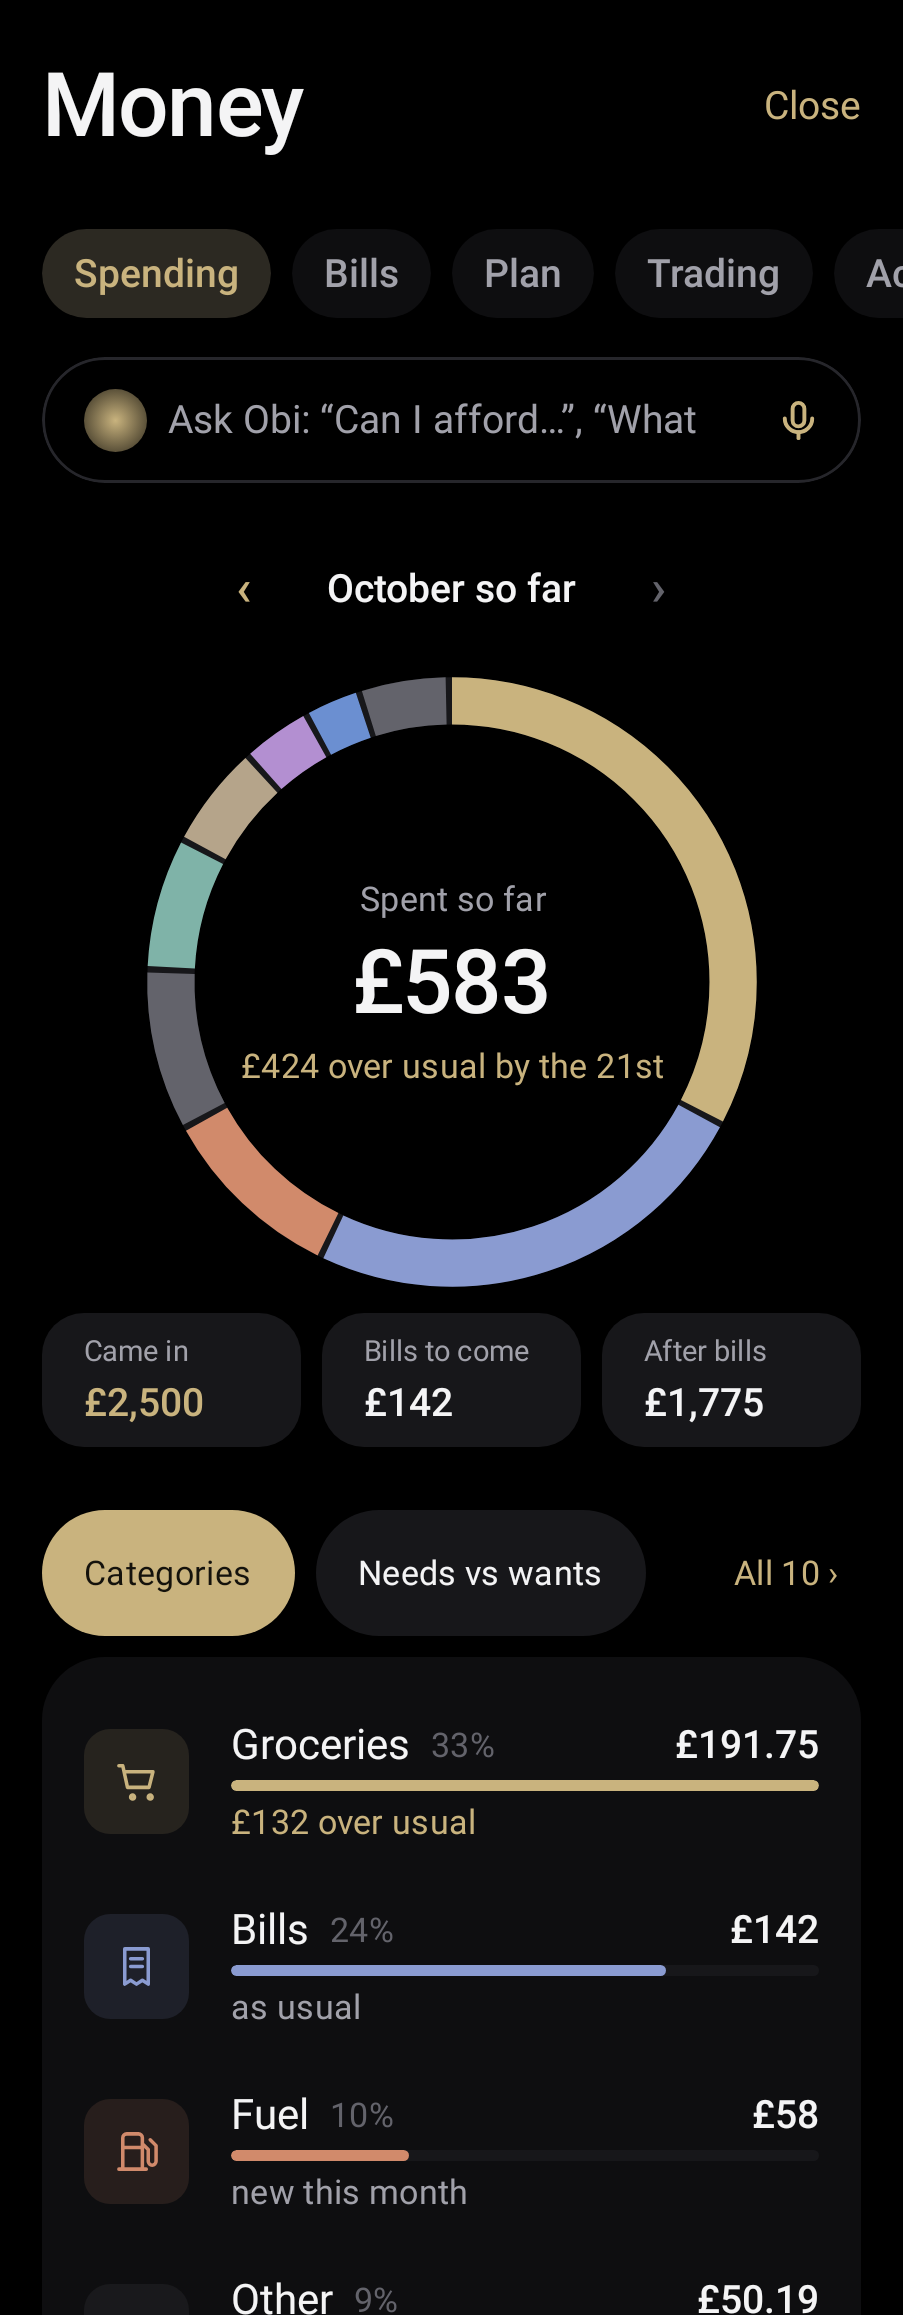 Money
Close
Spending
Bills
Plan
Trading
Ask Obi: “Can I afford...”, “What
‹ October so far ›
Spent so far
£583
£424 over usual by the 21st
Came in
£2,500
Bills to come
£142
After bills
£1,775
Categories
Needs vs wants
All 10 ›
Groceries 33% £191.75
£132 over usual
Bills 24% £142
as usual
Fuel 10% £58
new this month
Other 9% £50.19